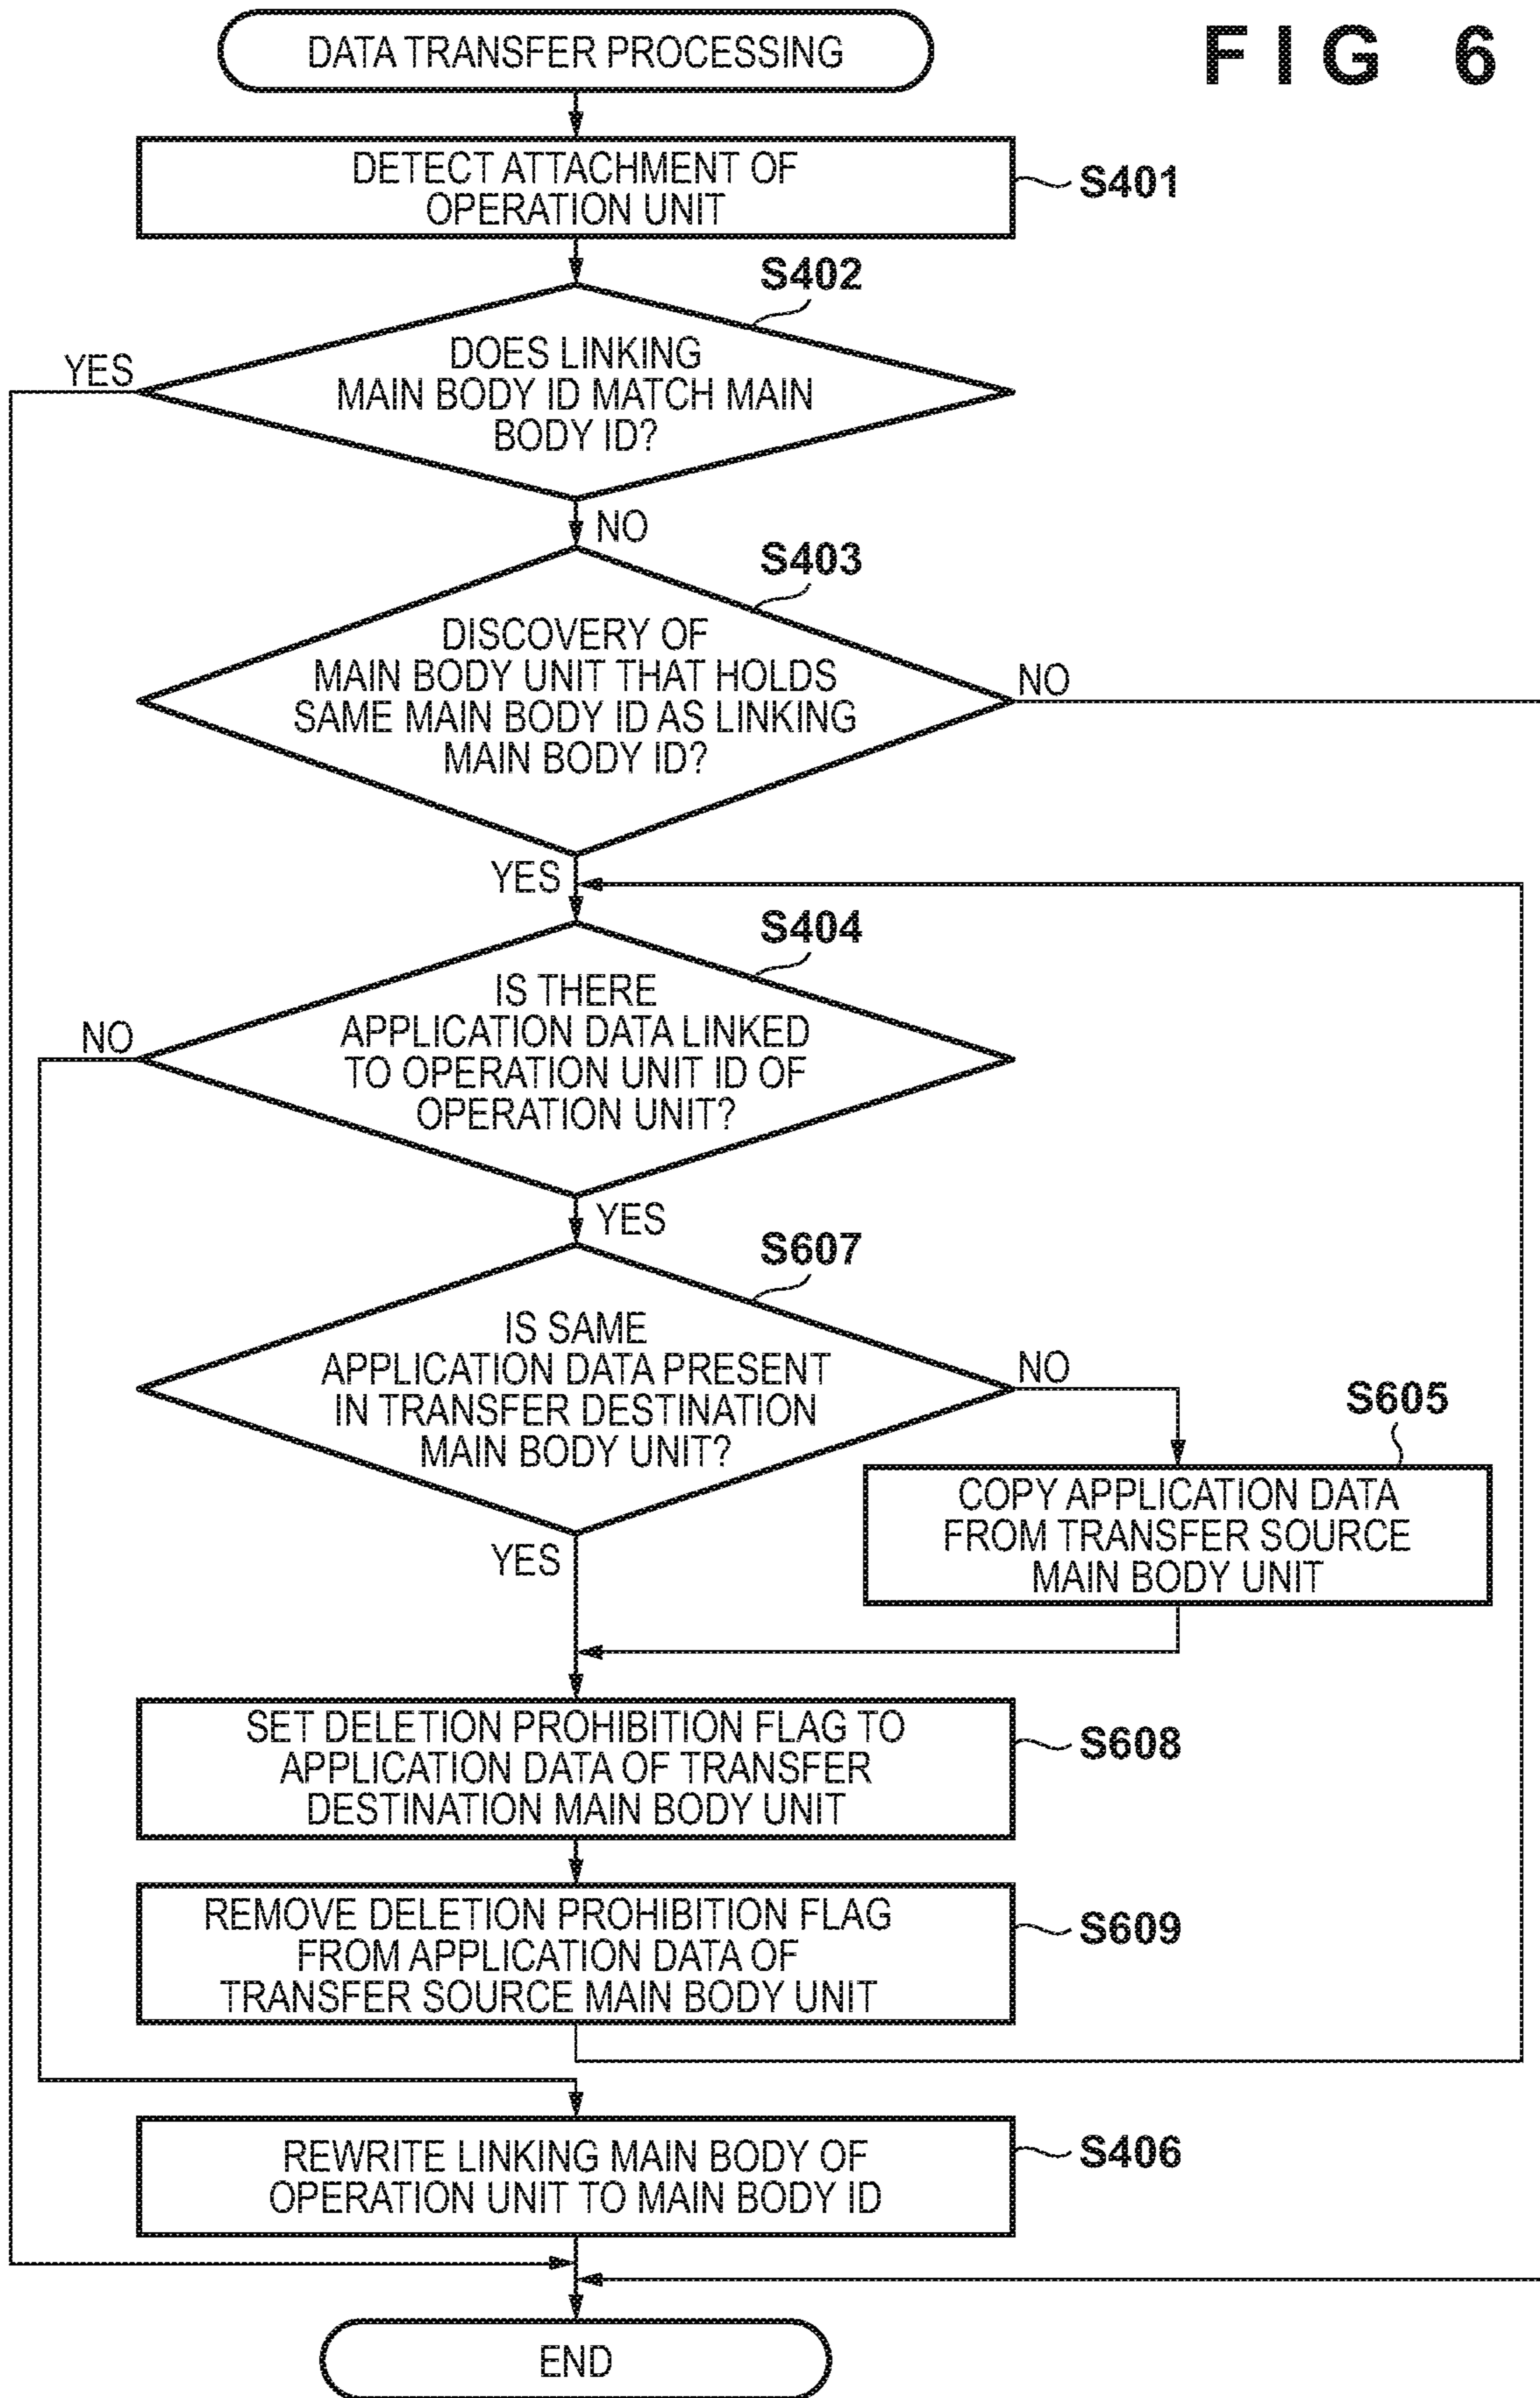 FIG 6
DATA TRANSFER PROCESSING
DETECT ATTACHMENT OF
OPERATION UNIT
S401
S402
DOES LINKING
MAIN BODY ID MATCH MAIN
BODY ID?
YES
NO
S403
DISCOVERY OF
MAIN BODY UNIT THAT HOLDS
SAME MAIN BODY ID AS LINKING
MAIN BODY ID?
NO
YES
S404
IS THERE
APPLICATION DATA LINKED
TO OPERATION UNIT ID OF
OPERATION UNIT?
NO
YES
S607
IS SAME
APPLICATION DATA PRESENT
IN TRANSFER DESTINATION
MAIN BODY UNIT?
NO
S605
COPY APPLICATION DATA
FROM TRANSFER SOURCE
MAIN BODY UNIT
YES
SET DELETION PROHIBITION FLAG TO
APPLICATION DATA OF TRANSFER
DESTINATION MAIN BODY UNIT
S608
REMOVE DELETION PROHIBITION FLAG
FROM APPLICATION DATA OF
TRANSFER SOURCE MAIN BODY UNIT
S609
REWRITE LINKING MAIN BODY OF
OPERATION UNIT TO MAIN BODY ID
S406
END